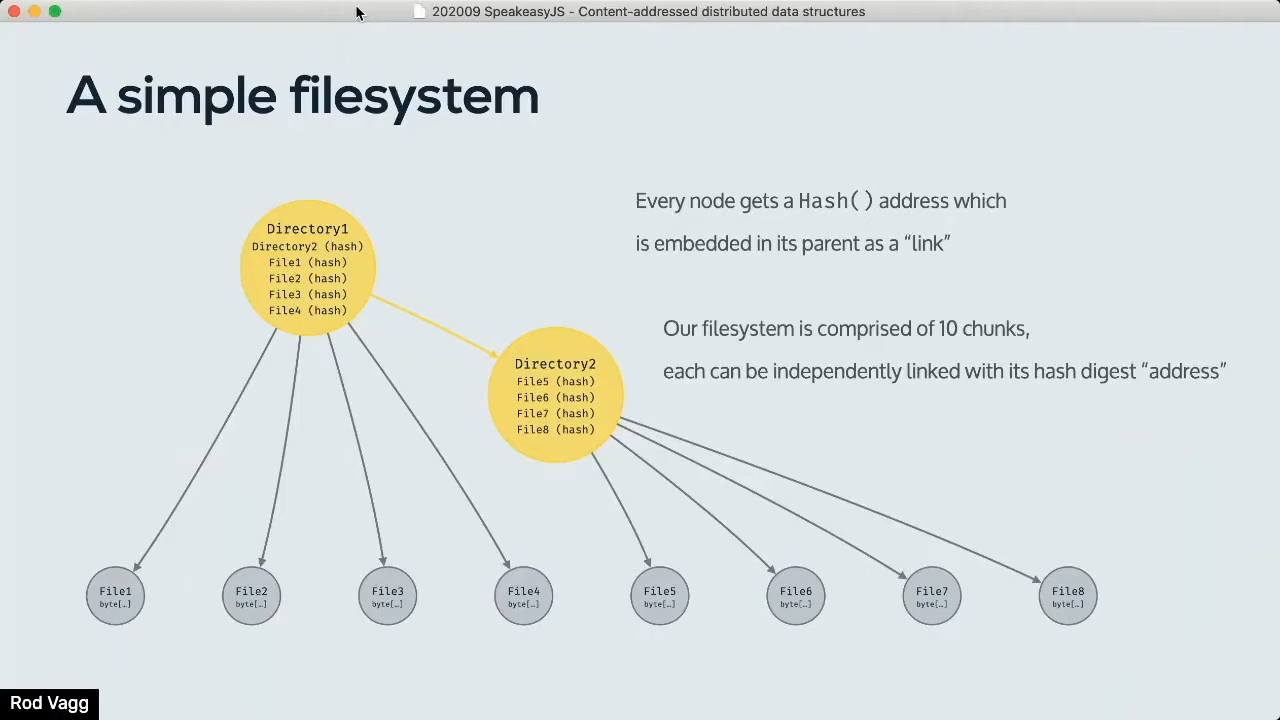 202009 SpeakeasyJS - Content-addressed distributed data structures
A simple filesystem
Every node gets a Hash() address which
is embedded in its parent as a “link”
Our filesystem is comprised of 10 chunks,
each can be independently linked with its hash digest “address”
Directory1
Directory2 (hash)
File1 (hash)
File2 (hash)
File3 (hash)
File4 (hash)
Directory2
File5 (hash)
File6 (hash)
File7 (hash)
File8 (hash)
File1
byte[…]
File2
byte[…]
File3
byte[…]
File4
byte[…]
File5
byte[…]
File6
byte[…]
File7
byte[…]
File8
byte[…]
Rod Vagg